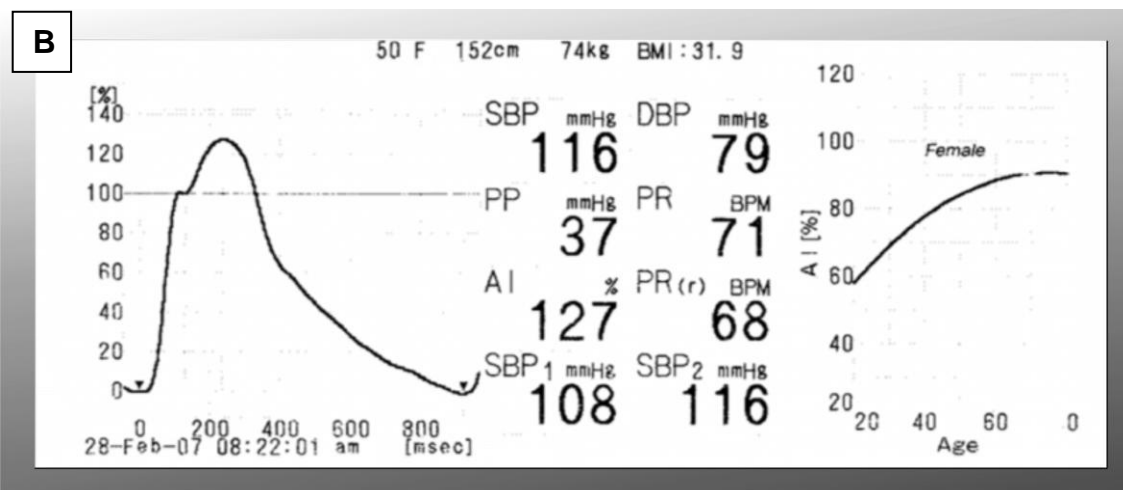 B
50 F 152cm 74kg BMI:31.9
[%]
140
120
100
80
60
40
20
0
0 200 400 600 800
28-Feb-07 08:22:01 am [msec]
SBP mmHg DBP mmHg
116 79
PP mmHg PR BPM
37 71
AI % PR(r) BPM
127 68
SBP1 mmHg SBP2 mmHg
108 116
120
100
80
60
40
20
AI [%]
Female
20 40 60 0
Age